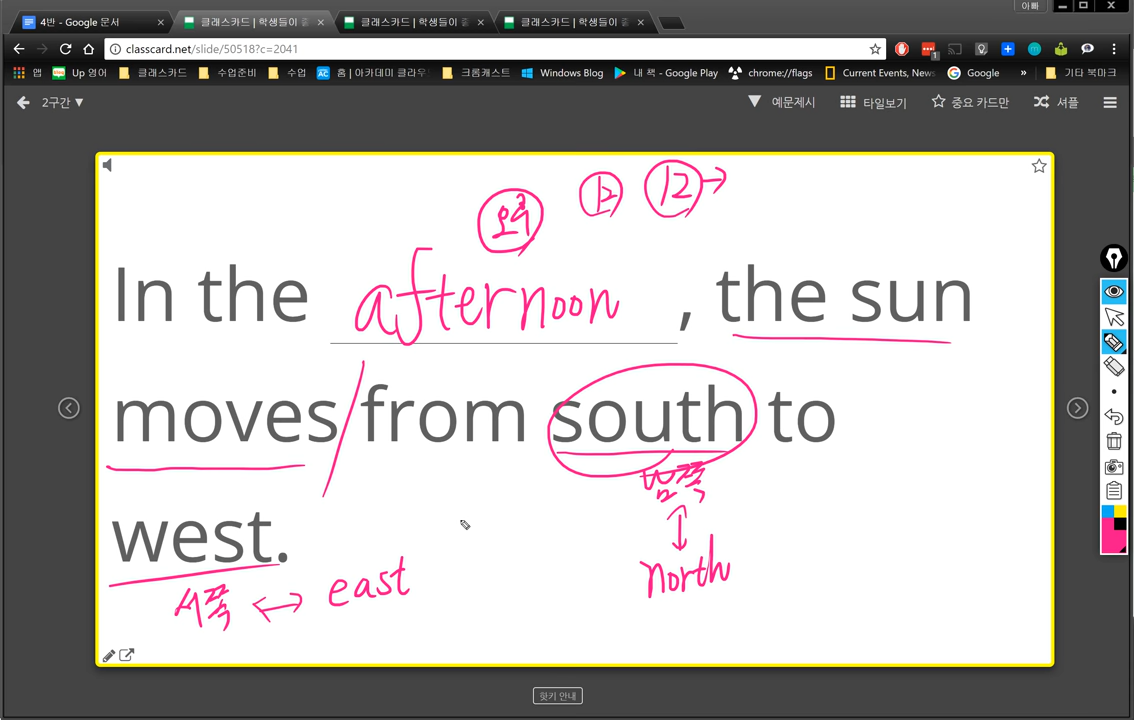 아빠
4반 - Google 문서
클래스카드 | 학생들이 줄
클래스카드 | 학생들이 줄
클래스카드 | 학생들이 줄
classcard.net/slide/50518?c=2041
앱 Up 영어 클래스카드 수업준비 수업 홈 | 아카데미 클라우 크롬캐스트 Windows Blog 내 책 - Google Play chrome://flags Current Events, News Google » 기타 북마크
2구간 ▼ 예문제시 타일보기 중요 카드만 셔플
오후 12 12 →
In the afternoon , the sun
moves / from south to
남쪽
west.
↕
north
서쪽 ↔ east
핫키 안내